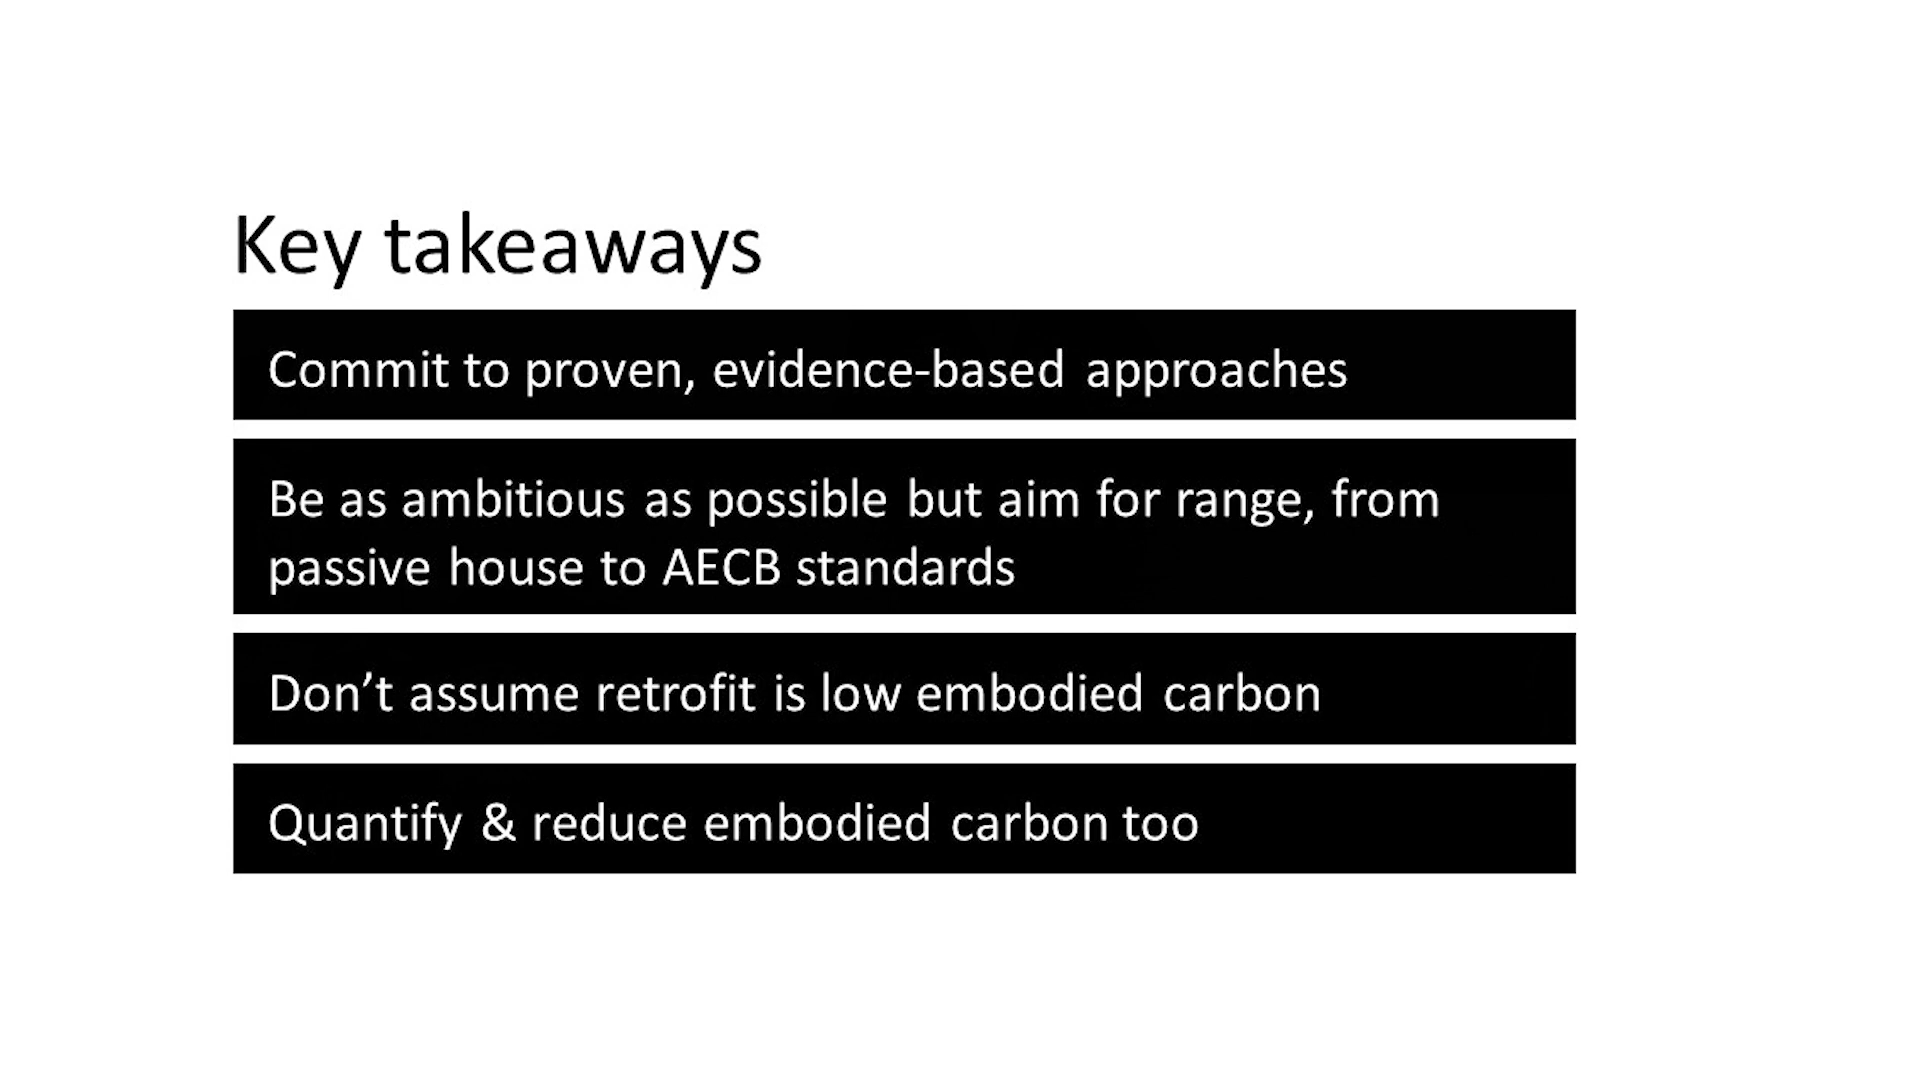 Key takeaways
Commit to proven, evidence-based approaches
Be as ambitious as possible but aim for range, from
passive house to AECB standards
Don’t assume retrofit is low embodied carbon
Quantify & reduce embodied carbon too